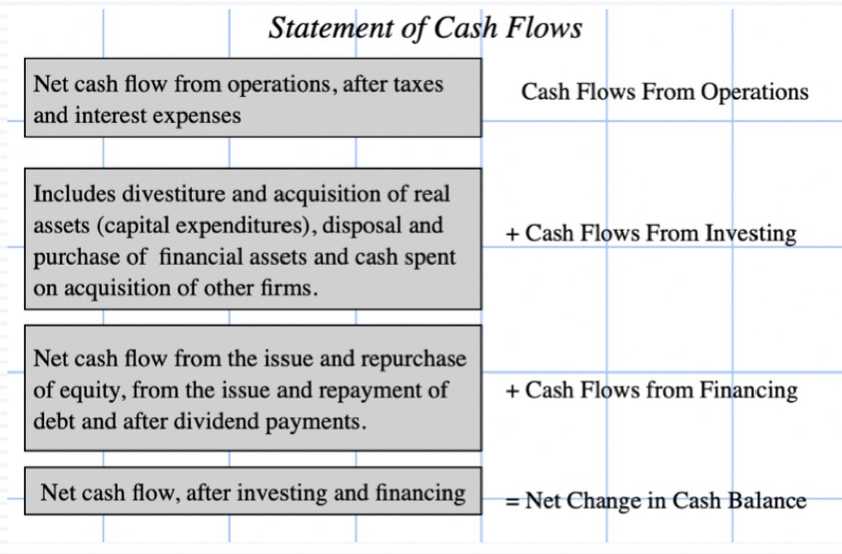 Statement of Cash Flows
Net cash flow from operations, after taxes
and interest expenses
Cash Flows From Operations
Includes divestiture and acquisition of real
assets (capital expenditures), disposal and
purchase of financial assets and cash spent
on acquisition of other firms.
+ Cash Flows From Investing
Net cash flow from the issue and repurchase
of equity, from the issue and repayment of
debt and after dividend payments.
+ Cash Flows from Financing
Net cash flow, after investing and financing
= Net Change in Cash Balance